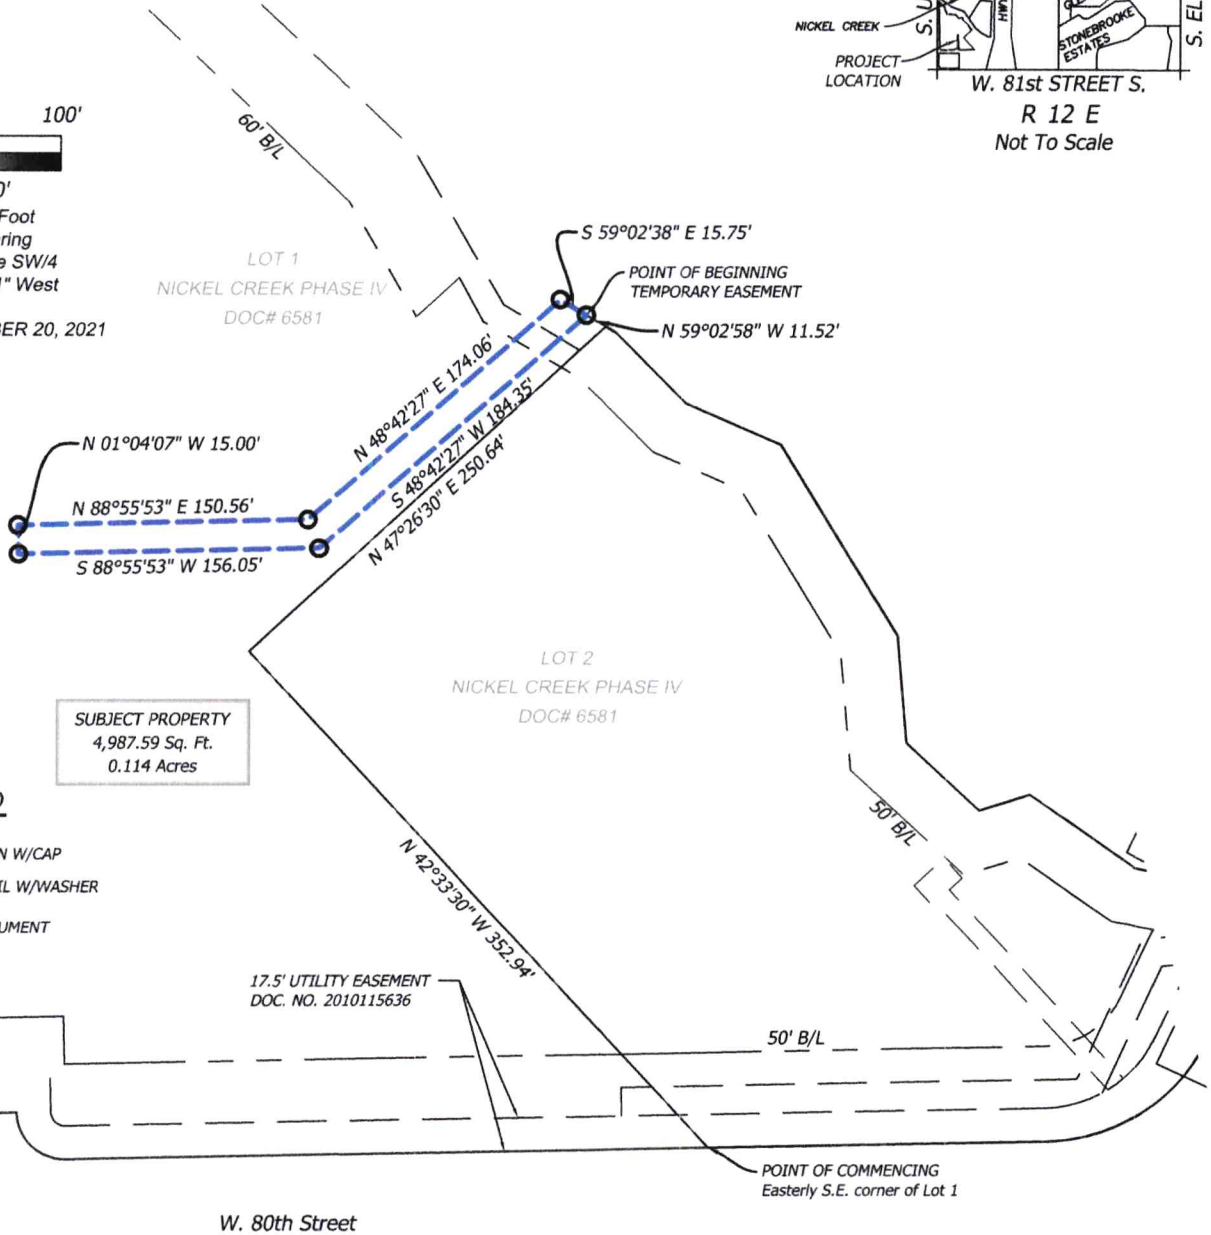 NICKEL CREEK
PROJECT
LOCATION
STONEBROOKE
ESTATES
W. 81st STREET S.
R 12 E
Not To Scale
100'
60' B/L
0'
Foot
SW/4
West
20, 2021
LOT 1
NICKEL CREEK PHASE IV
DOC# 6581
S 59°02'38" E 15.75'
POINT OF BEGINNING
TEMPORARY EASEMENT
N 59°02'58" W 11.52'
N 48°42'27" E 174.06'
S 48°42'27" W 184.35'
N 47°26'30" E 250.64'
N 01°04'07" W 15.00'
N 88°55'53" E 150.56'
S 88°55'53" W 156.05'
LOT 2
NICKEL CREEK PHASE IV
DOC# 6581
SUBJECT PROPERTY
4,987.59 Sq. Ft.
0.114 Acres
W/CAP
W/WASHER
50' B/L
N 42°33'30" W 352.94'
17.5' UTILITY EASEMENT
DOC. NO. 2010115636
50' B/L
POINT OF COMMENCING
Easterly S.E. corner of Lot 1
W. 80th Street